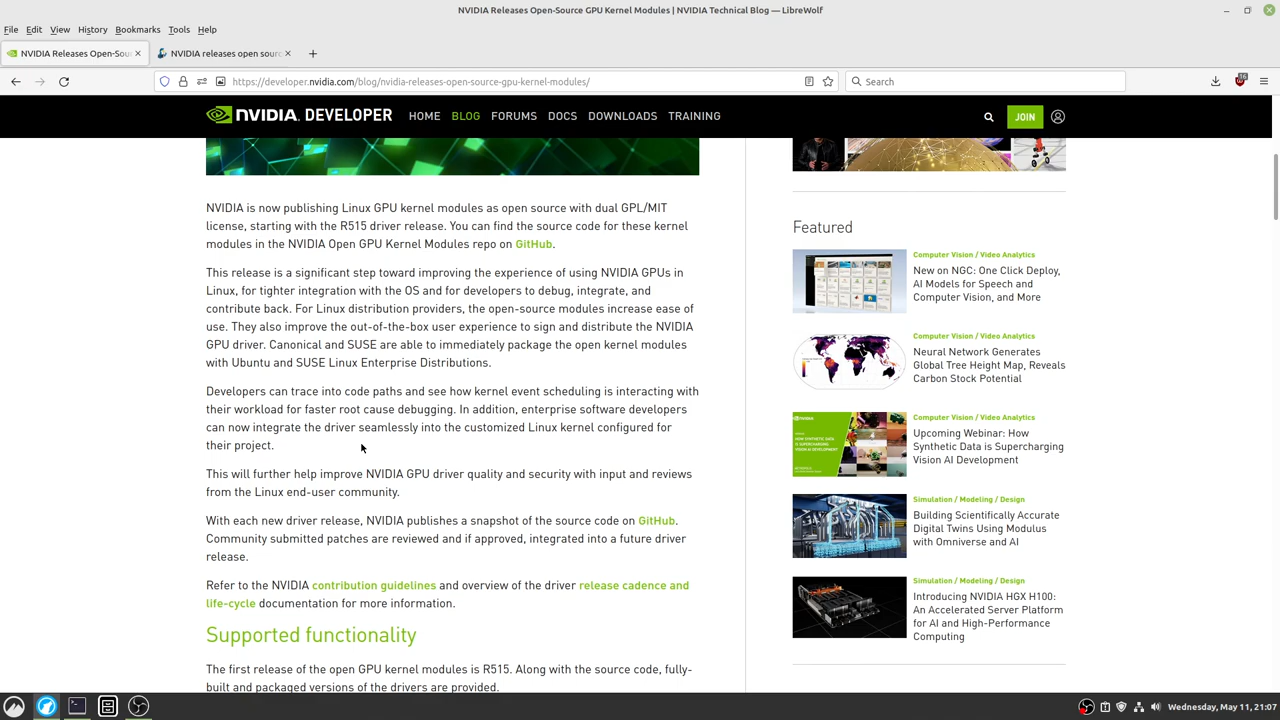 NVIDIA Releases Open-Source GPU Kernel Modules | NVIDIA Technical Blog — LibreWolf
File Edit View History Bookmarks Tools Help
NVIDIA Releases Open-Sour
NVIDIA releases open sourc
https://developer.nvidia.com/blog/nvidia-releases-open-source-gpu-kernel-modules/
Search
NVIDIA. DEVELOPER HOME BLOG FORUMS DOCS DOWNLOADS TRAINING JOIN
NVIDIA is now publishing Linux GPU kernel modules as open source with dual GPL/MIT
license, starting with the R515 driver release. You can find the source code for these kernel
modules in the NVIDIA Open GPU Kernel Modules repo on GitHub.
This release is a significant step toward improving the experience of using NVIDIA GPUs in
Linux, for tighter integration with the OS and for developers to debug, integrate, and
contribute back. For Linux distribution providers, the open-source modules increase ease of
use. They also improve the out-of-the-box user experience to sign and distribute the NVIDIA
GPU driver. Canonical and SUSE are able to immediately package the open kernel modules
with Ubuntu and SUSE Linux Enterprise Distributions.
Developers can trace into code paths and see how kernel event scheduling is interacting with
their workload for faster root cause debugging. In addition, enterprise software developers
can now integrate the driver seamlessly into the customized Linux kernel configured for
their project.
This will further help improve NVIDIA GPU driver quality and security with input and reviews
from the Linux end-user community.
With each new driver release, NVIDIA publishes a snapshot of the source code on GitHub.
Community submitted patches are reviewed and if approved, integrated into a future driver
release.
Refer to the NVIDIA contribution guidelines and overview of the driver release cadence and
life-cycle documentation for more information.
Supported functionality
The first release of the open GPU kernel modules is R515. Along with the source code, fully-
built and packaged versions of the drivers are provided.
Featured
Computer Vision / Video Analytics
New on NGC: One Click Deploy,
AI Models for Speech and
Computer Vision, and More
Computer Vision / Video Analytics
Neural Network Generates
Global Tree Height Map, Reveals
Carbon Stock Potential
Computer Vision / Video Analytics
Upcoming Webinar: How
Synthetic Data is Supercharging
Vision AI Development
Simulation / Modeling / Design
Building Scientifically Accurate
Digital Twins Using Modulus
with Omniverse and AI
Simulation / Modeling / Design
Introducing NVIDIA HGX H100:
An Accelerated Server Platform
for AI and High-Performance
Computing
Wednesday, May 11, 21:07